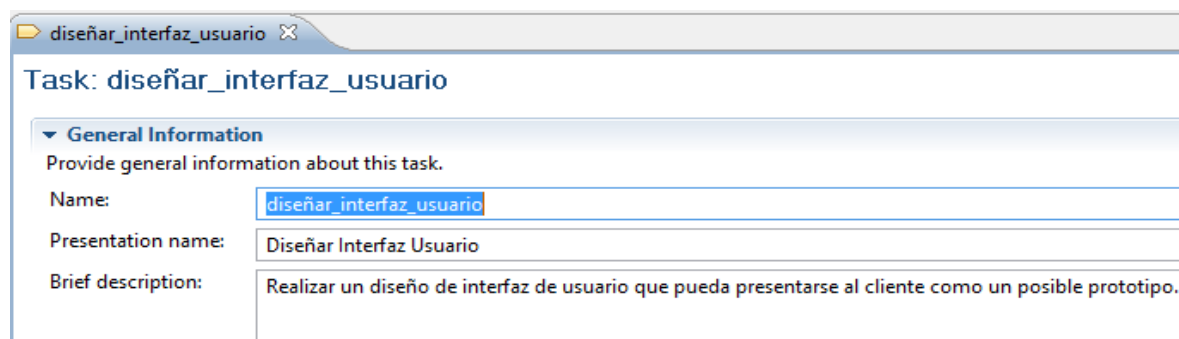 diseñar_interfaz_usuario
Task: diseñar_interfaz_usuario
General Information
Provide general information about this task.
Name: diseñar_interfaz_usuario
Presentation name: Diseñar Interfaz Usuario
Brief description: Realizar un diseño de interfaz de usuario que pueda presentarse al cliente como un posible prototipo.